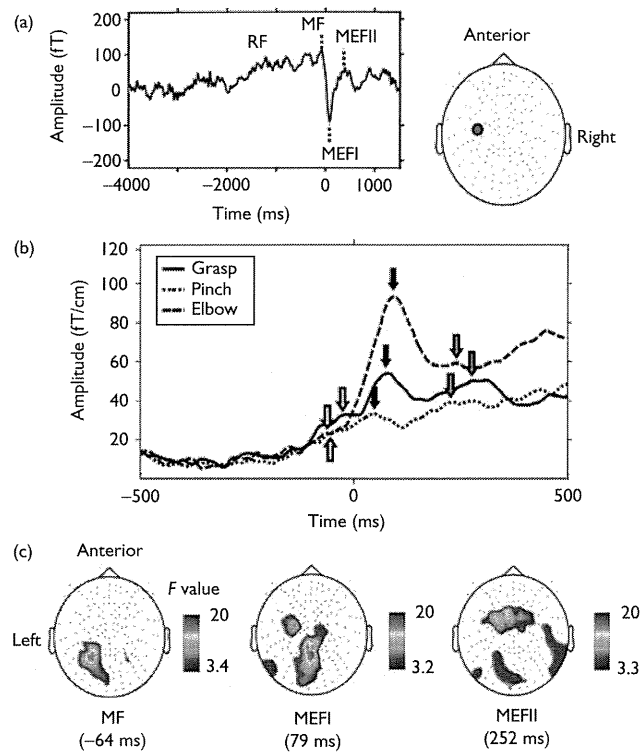 (a)
Amplitude (fT)
200
100
0
−100
−200
RF
MF
MEFII
MEFI
−4000
−2000
0
1000
Time (ms)
Anterior
Right
(b)
Amplitude (fT/cm)
120
100
80
60
40
20
Grasp
Pinch
Elbow
−500
0
500
Time (ms)
(c)
Anterior
Left
F value
20
3.4
MF
(−64 ms)
20
3.2
MEFI
(79 ms)
20
3.3
MEFII
(252 ms)